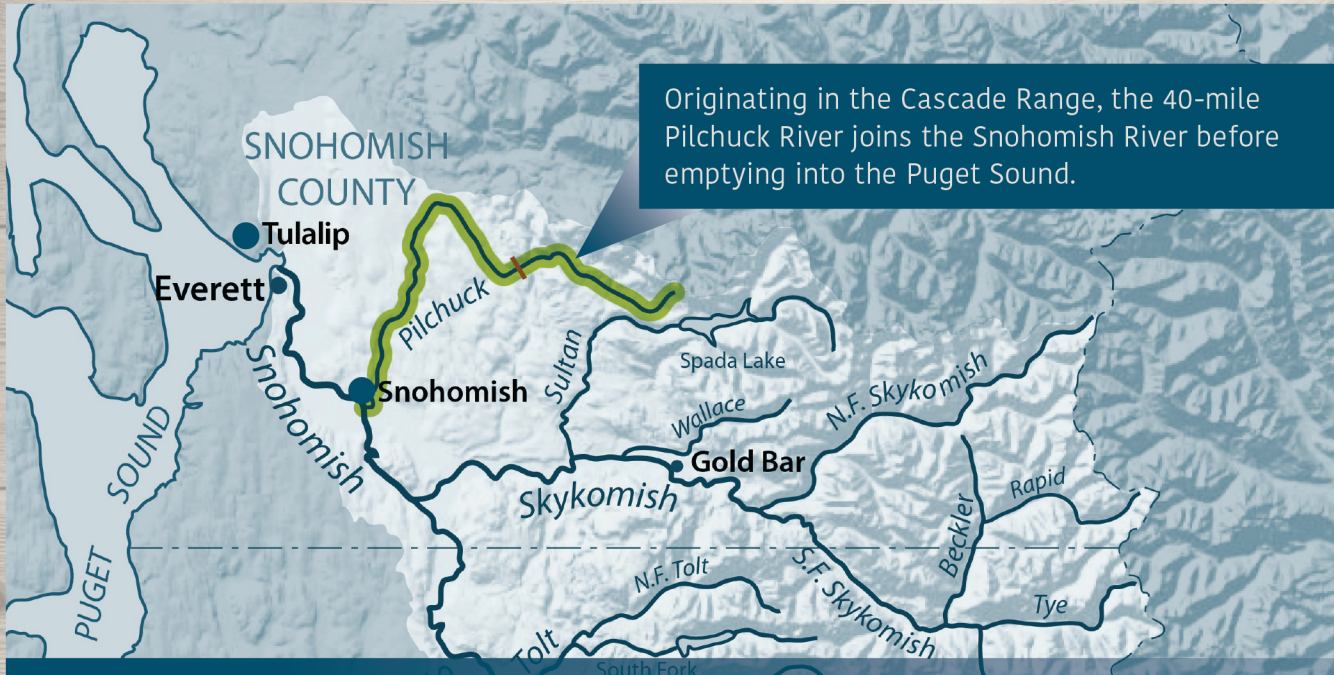 Originating in the Cascade Range, the 40-mile
Pilchuck River joins the Snohomish River before
emptying into the Puget Sound.
SNOHOMISH
COUNTY
Tulalip
Everett
Pilchuck
Snohomish
Snohomish
Sultan
Spada Lake
Wallace
N.F. Skykomish
Gold Bar
Skykomish
SOUND
PUGET
Beckler
Rapid
S.F. Skykomish
N.F. Tolt
Tye
Tolt
South Fork